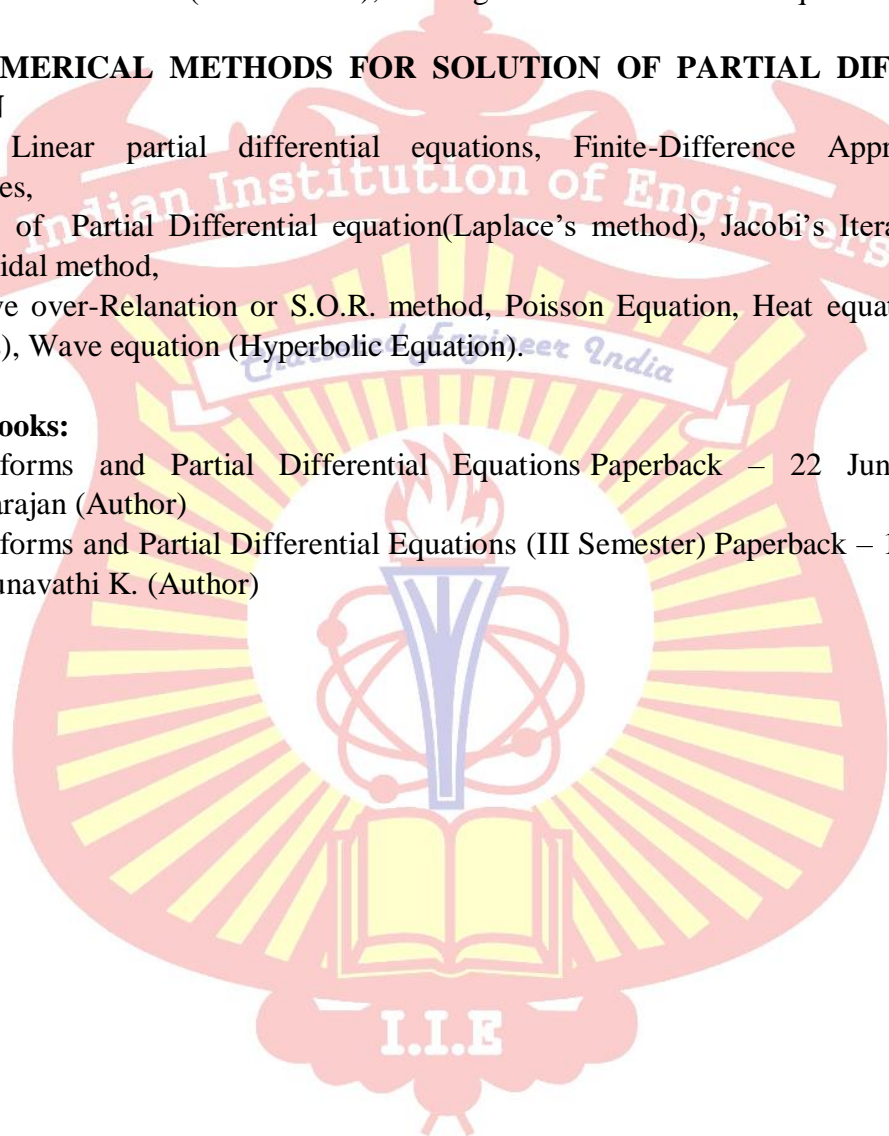 MERICAL METHODS FOR SOLUTION OF PARTIAL DIF
Linear partial differential equations, Finite-Difference Appr
es,
of Partial Differential equation(Laplace’s method), Jacobi’s Itera
idal method,
ve over-Relanation or S.O.R. method, Poisson Equation, Heat equat
), Wave equation (Hyperbolic Equation).
ooks:
forms and Partial Differential Equations Paperback – 22 Jun
arajan (Author)
forms and Partial Differential Equations (III Semester) Paperback – 1
unavathi K. (Author)
Indian Institution of Engineers
Chartered Engineer India
I.I.E